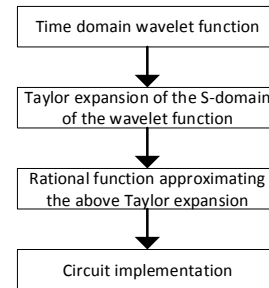 Time domain wavelet function
Taylor expansion of the S-domain
of the wavelet function
Rational function approximating
the above Taylor expansion
Circuit implementation